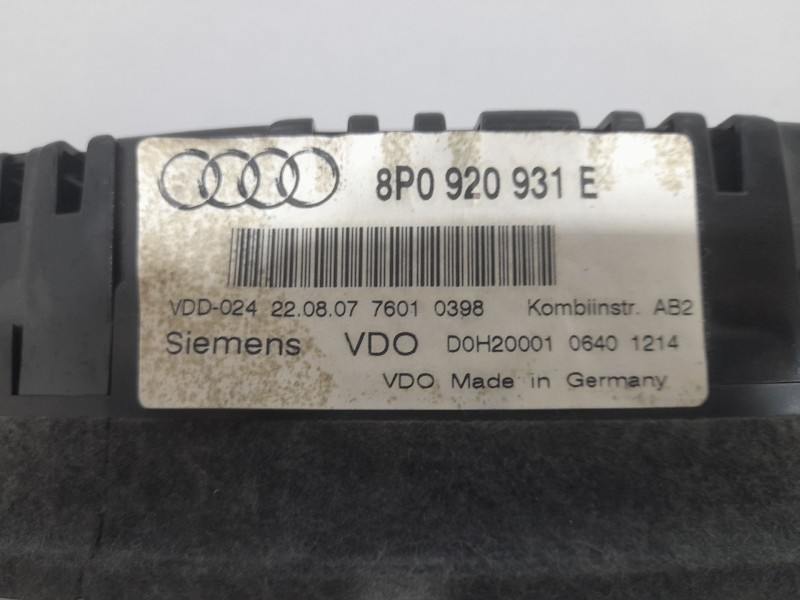 8P0 920 931 E
VDD-024 22.08.07 7601 0398 Kombiinstr. AB2
Siemens VDO D0H20001 0640 1214
VDO Made in Germany